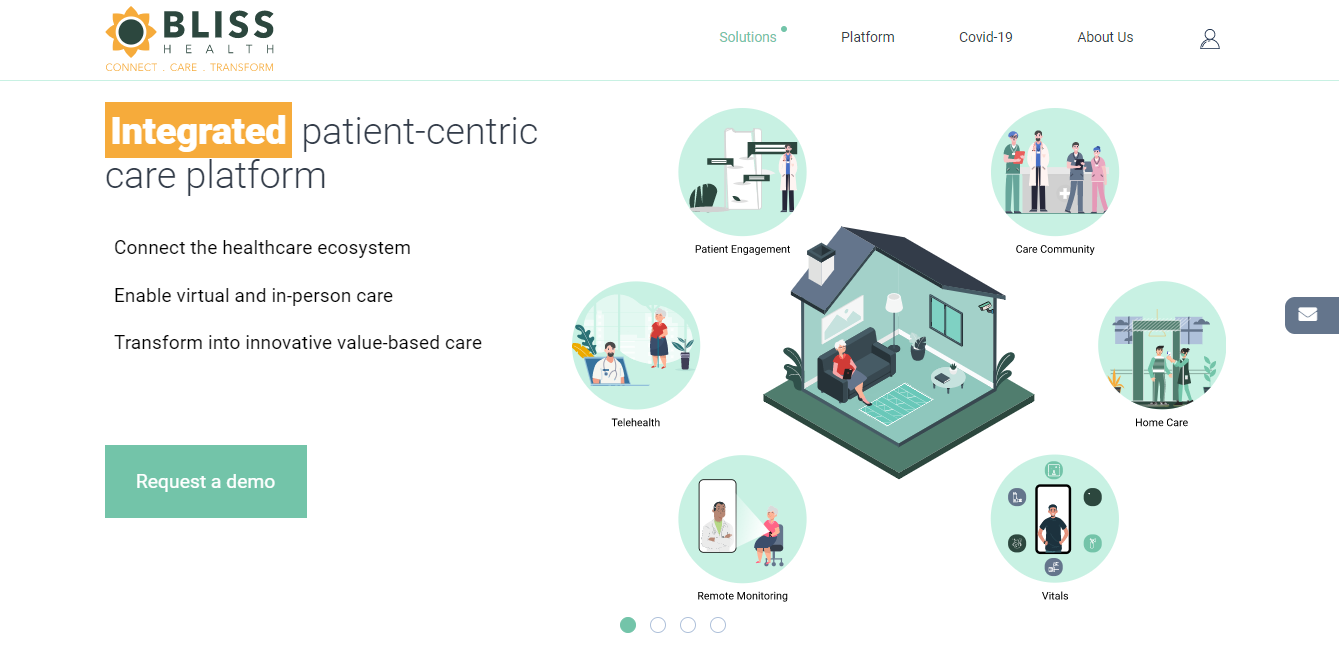 BLISS
HEALTH
CONNECT . CARE . TRANSFORM
Solutions
Platform
Covid-19
About Us
Integrated patient-centric
care platform
Connect the healthcare ecosystem
Enable virtual and in-person care
Transform into innovative value-based care
Request a demo
Patient Engagement
Care Community
Telehealth
Home Care
Remote Monitoring
Vitals